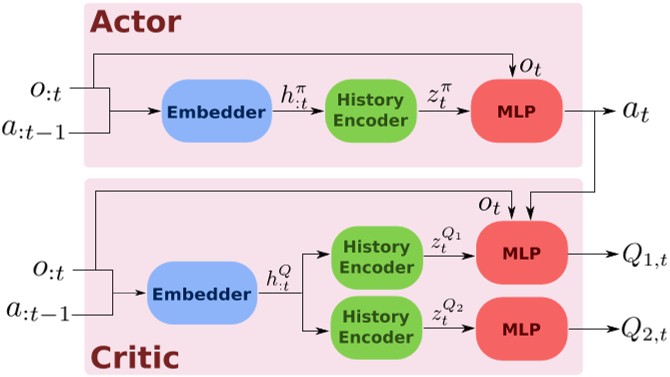 Actor
o:t
a:t−1
Embedder
h^π_:t
History
Encoder
z^π_t
o_t
MLP
a_t
o:t
a:t−1
Embedder
h^Q_:t
History
Encoder
z^{Q_1}_t
o_t
MLP
Q_{1,t}
History
Encoder
z^{Q_2}_t
MLP
Q_{2,t}
Critic